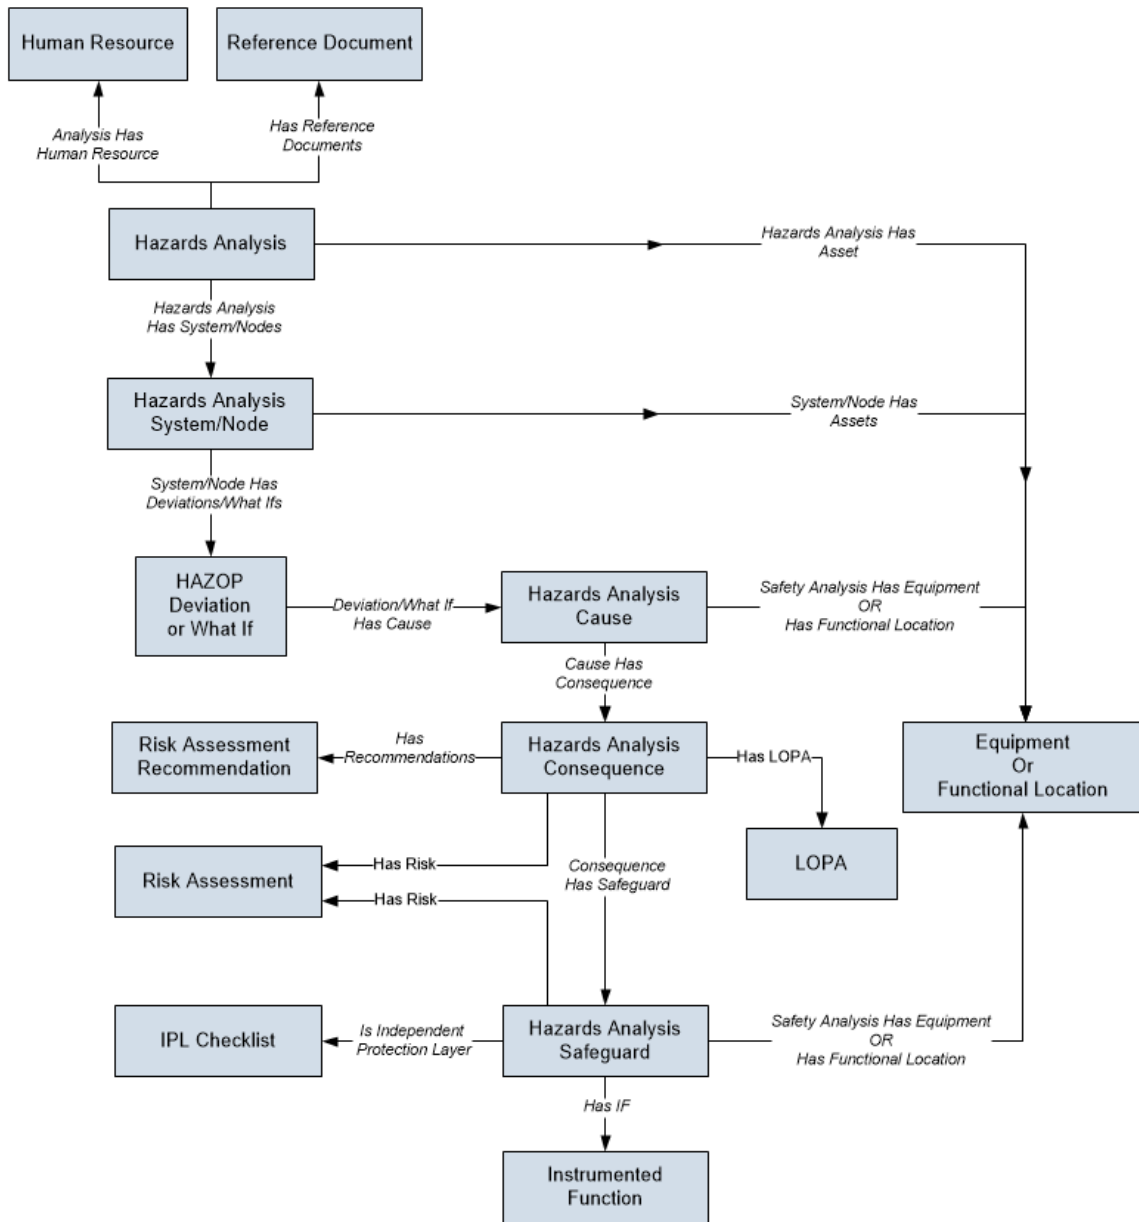 Human Resource
Reference Document
Analysis Has
Human Resource
Has Reference
Documents
Hazards Analysis
Hazards Analysis Has
Asset
Hazards Analysis
Has System/Nodes
Hazards Analysis
System/Node
System/Node Has
Assets
System/Node Has
Deviations/What Ifs
HAZOP
Deviation
or What If
Deviation/What If
Has Cause
Hazards Analysis
Cause
Safety Analysis Has Equipment
OR
Has Functional Location
Cause Has
Consequence
Risk Assessment
Recommendation
Has
Recommendations
Hazards Analysis
Consequence
Has LOPA
Equipment
Or
Functional Location
LOPA
Risk Assessment
Has Risk
Has Risk
Consequence
Has Safeguard
IPL Checklist
Is Independent
Protection Layer
Hazards Analysis
Safeguard
Safety Analysis Has Equipment
OR
Has Functional Location
Has IF
Instrumented
Function